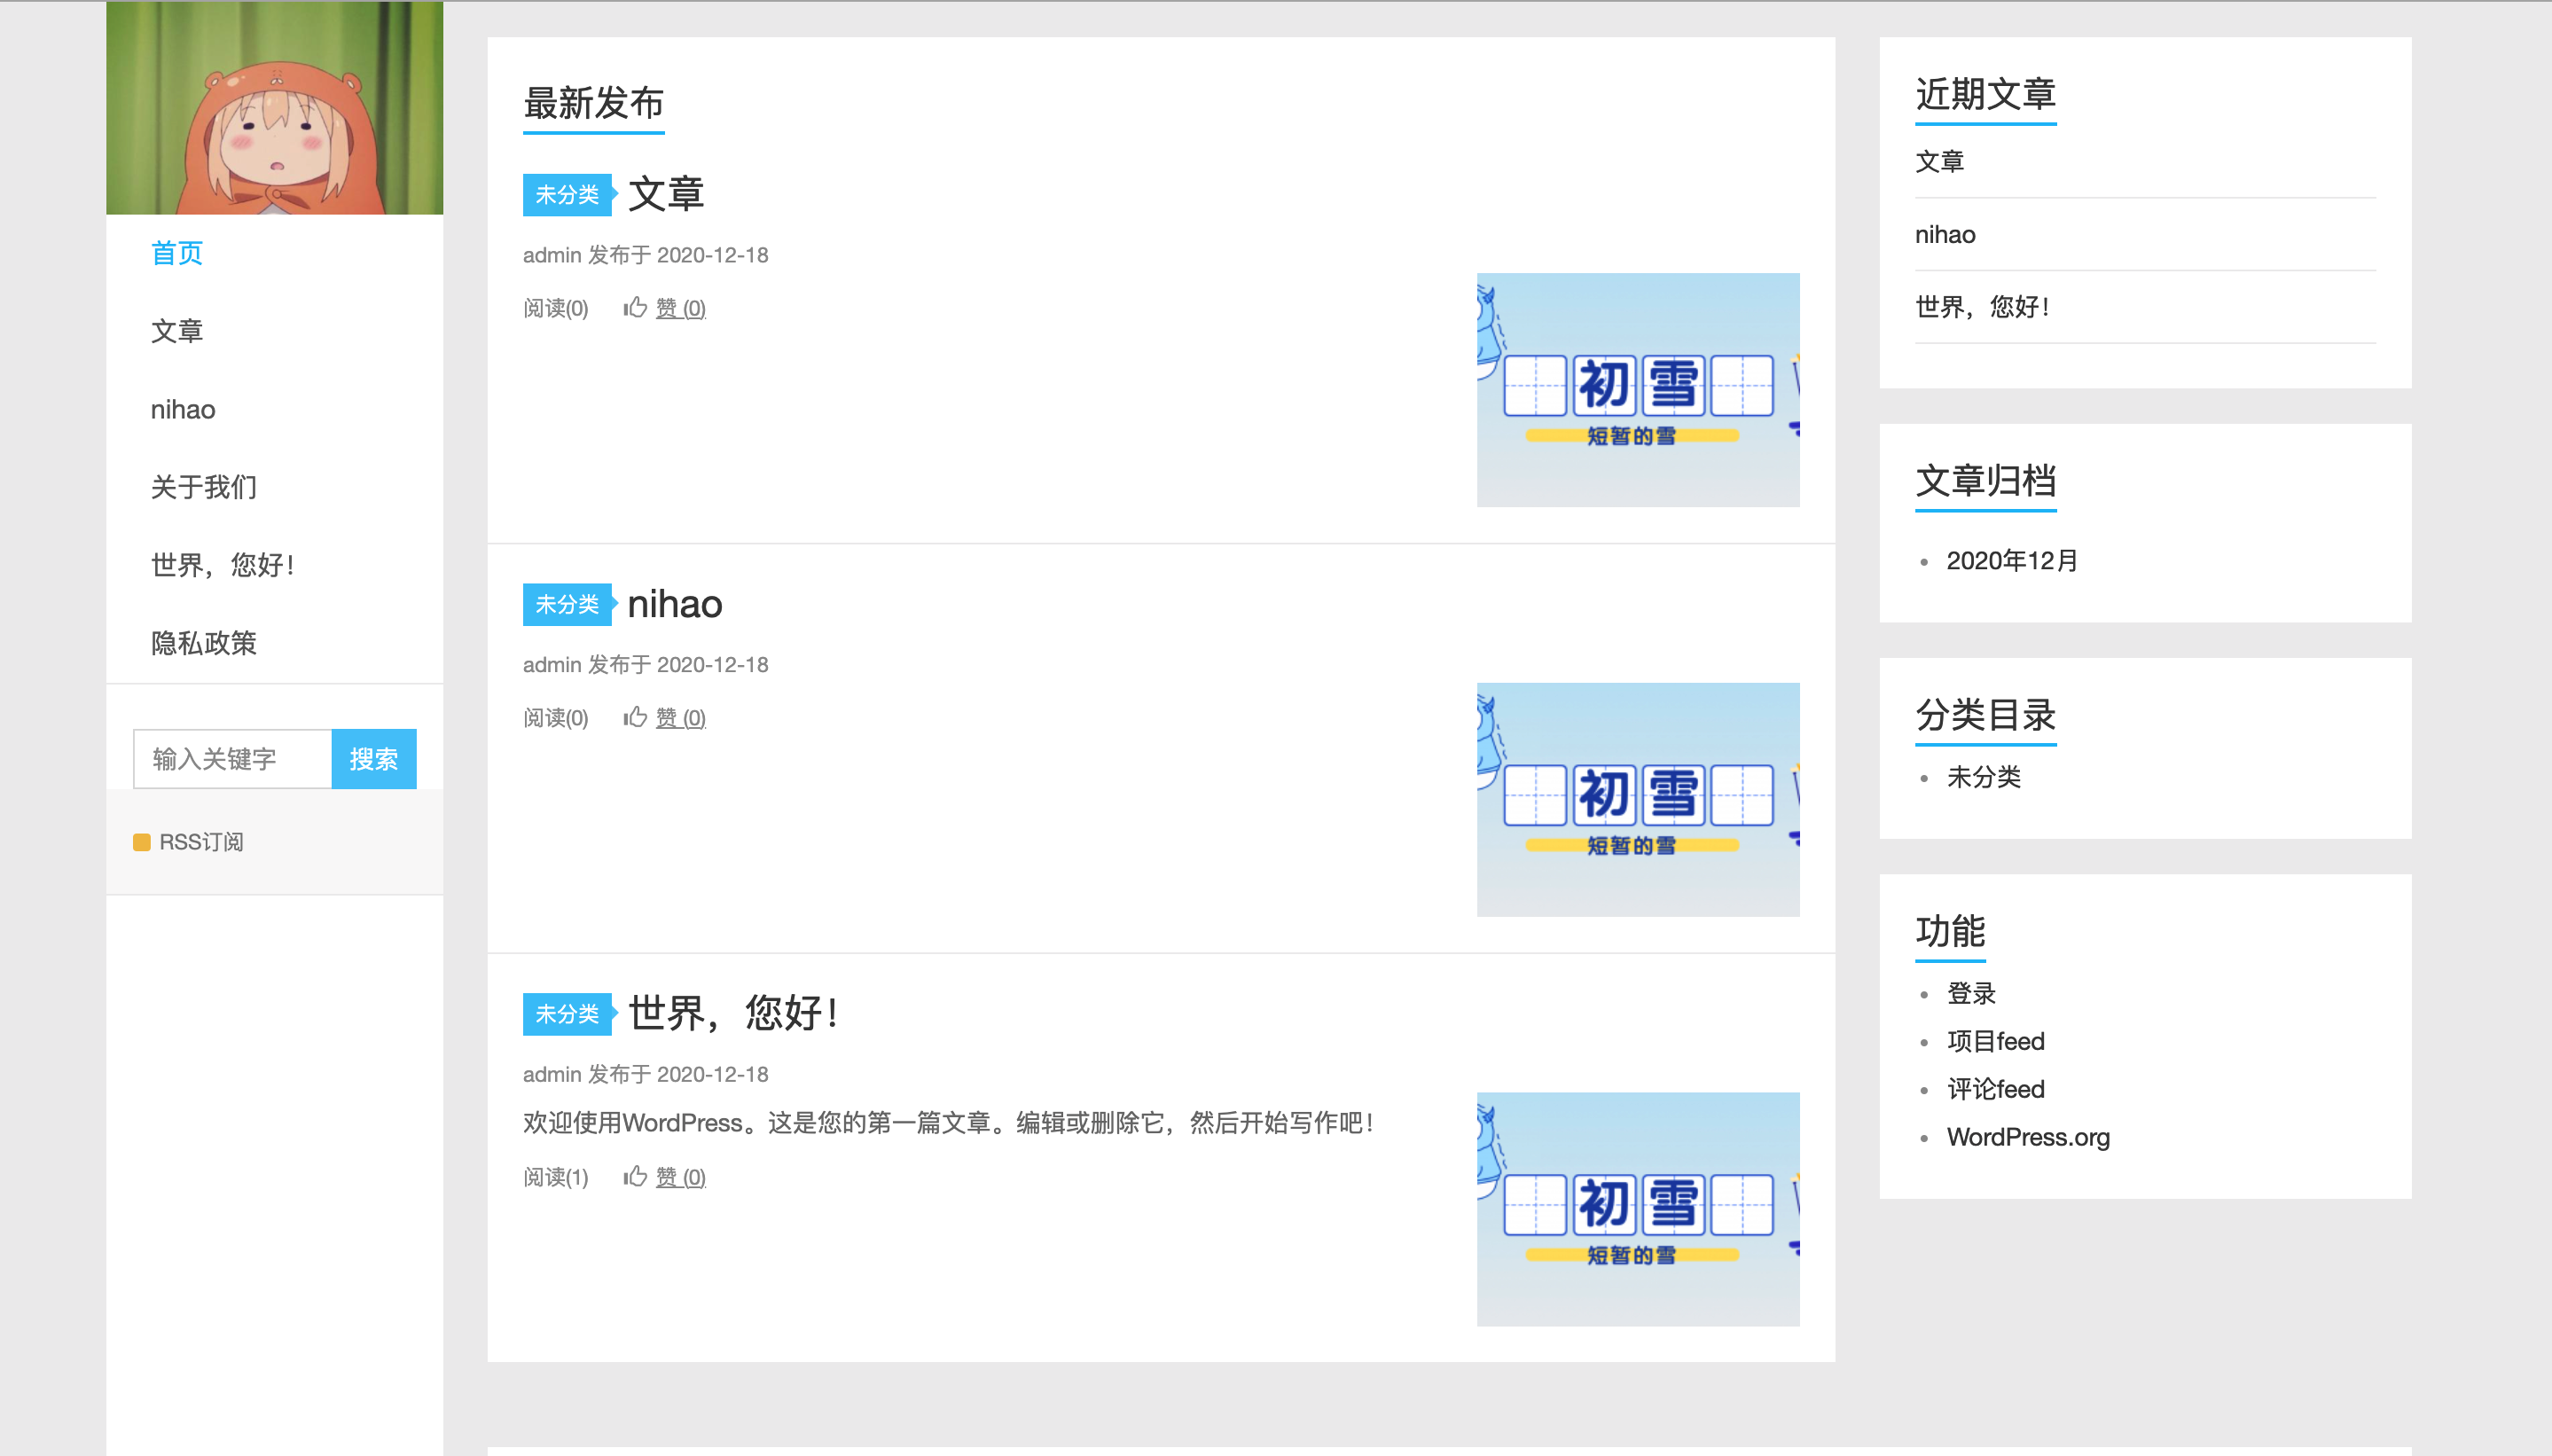 首页
文章
nihao
关于我们
世界，您好！
隐私政策
输入关键字
搜索
RSS订阅
最新发布
未分类 文章
admin 发布于 2020-12-18
阅读(0) 赞 (0)
初雪
短暂的雪
未分类 nihao
admin 发布于 2020-12-18
阅读(0) 赞 (0)
初雪
短暂的雪
未分类 世界，您好！
admin 发布于 2020-12-18
欢迎使用WordPress。这是您的第一篇文章。编辑或删除它，然后开始写作吧！
阅读(1) 赞 (0)
初雪
短暂的雪
近期文章
文章
nihao
世界，您好！
文章归档
2020年12月
分类目录
未分类
功能
登录
项目feed
评论feed
WordPress.org